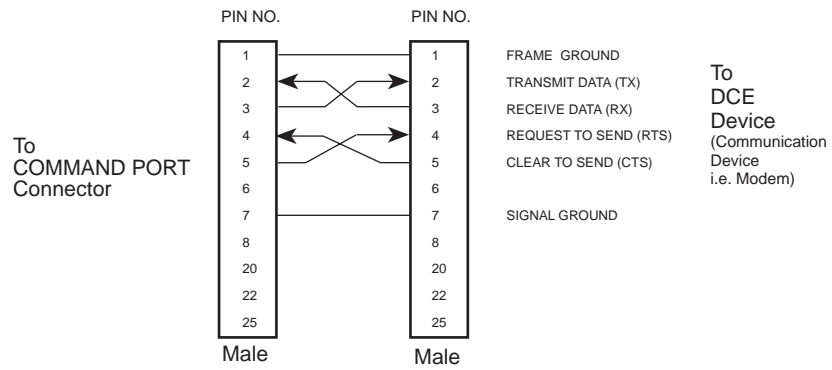 PIN NO. PIN NO.
1 1 FRAME GROUND
2 2 TRANSMIT DATA (TX)
3 3 RECEIVE DATA (RX)
4 4 REQUEST TO SEND (RTS)
5 5 CLEAR TO SEND (CTS)
6 6
7 7 SIGNAL GROUND
8 8
20 20
22 22
25 25
Male Male
To
COMMAND PORT
Connector
To
DCE
Device
(Communication
Device
i.e. Modem)